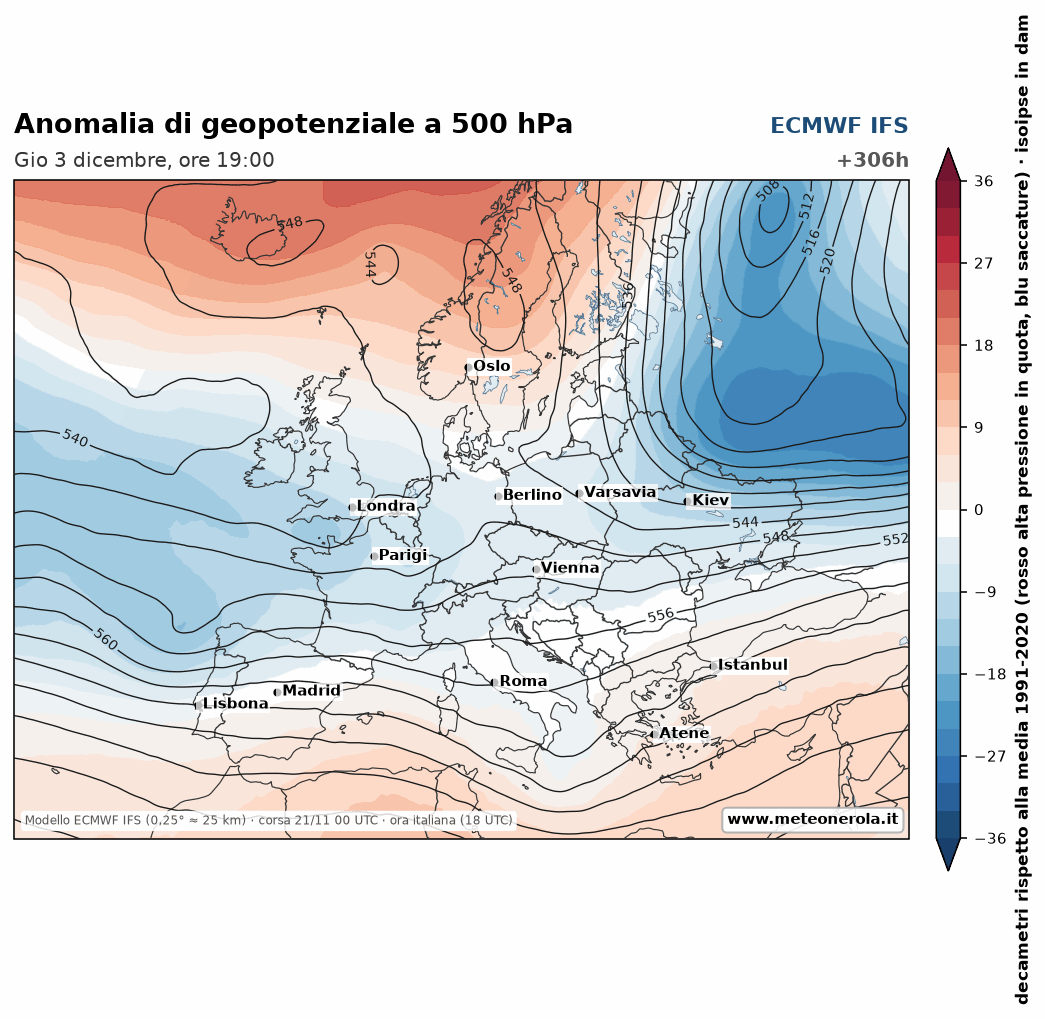 Anomalia di geopotenziale a 500 hPa
ECMWF IFS
Gio 3 dicembre, ore 19:00
+306h
548
544
548
536
508
512
516
520
540
Oslo
Berlino
Varsavia
Kiev
Londra
544
548
552
Parigi
Vienna
556
560
Istanbul
Roma
Madrid
Lisbona
Atene
Modello ECMWF IFS (0,25° ≈ 25 km) · corsa 21/11 00 UTC · ora italiana (18 UTC)
www.meteonerola.it
36
27
18
9
0
−9
−18
−27
−36
decametri rispetto alla media 1991-2020 (rosso alta pressione in quota, blu saccature) · isoipse in dam